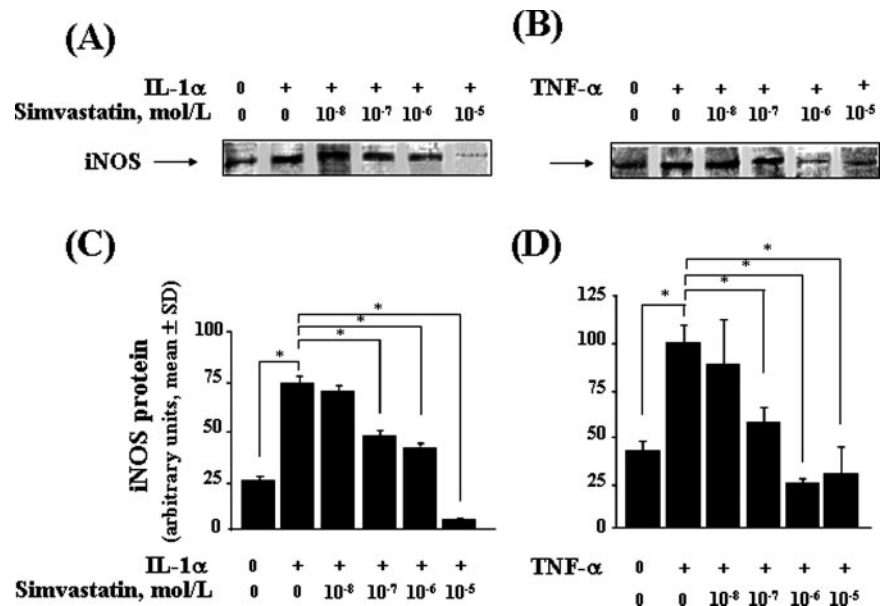 (A)
IL-1α 0 + + + + +
Simvastatin, mol/L 0 0 10⁻⁸ 10⁻⁷ 10⁻⁶ 10⁻⁵
iNOS
(B)
TNF-α 0 + + + + +
0 0 10⁻⁸ 10⁻⁷ 10⁻⁶ 10⁻⁵
(C)
iNOS protein
(arbitrary units, mean ± SD)
100
75
50
25
0
* * * *
IL-1α 0 + + + + +
Simvastatin, mol/L 0 0 10⁻⁸ 10⁻⁷ 10⁻⁶ 10⁻⁵
(D)
125
100
75
50
25
0
* * * *
TNF-α 0 + + + + +
0 0 10⁻⁸ 10⁻⁷ 10⁻⁶ 10⁻⁵